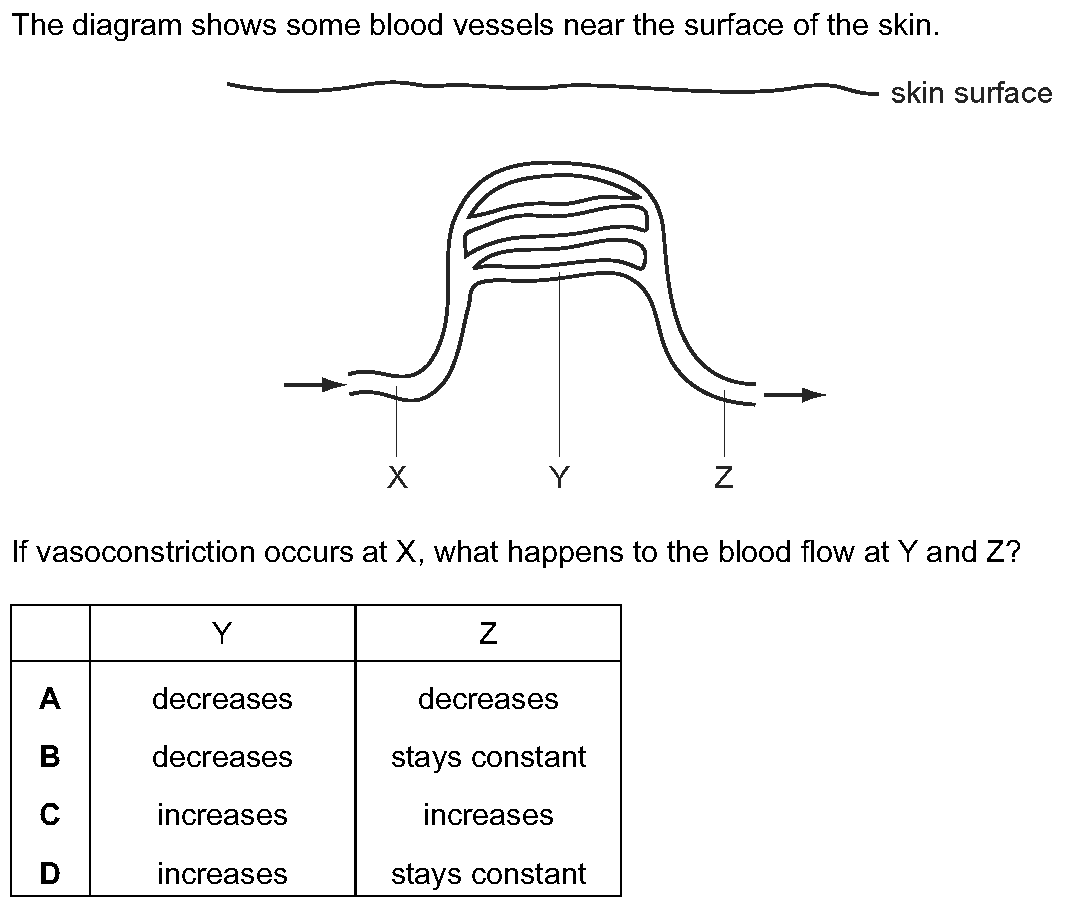 The diagram shows some blood vessels near the surface of the skin.
skin surface
X Y Z
If vasoconstriction occurs at X, what happens to the blood flow at Y and Z?
Y Z
A decreases decreases
B decreases stays constant
C increases increases
D increases stays constant